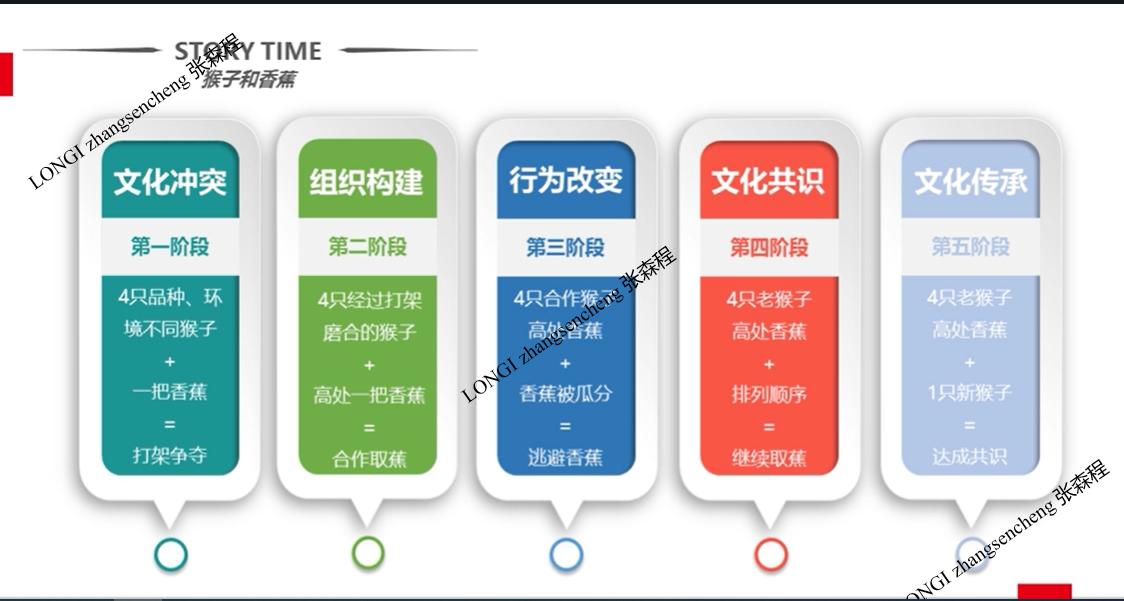 STORY TIME
猴子和香蕉
文化冲突
第一阶段
4只品种、环
境不同猴子
+
一把香蕉
=
打架争夺
组织构建
第二阶段
4只经过打架
磨合的猴子
+
高处一把香蕉
=
合作取蕉
行为改变
第三阶段
4只合作猴子
高处香蕉
+
香蕉被瓜分
=
逃避香蕉
文化共识
第四阶段
4只老猴子
高处香蕉
+
排列顺序
=
继续取蕉
文化传承
第五阶段
4只老猴子
高处香蕉
+
1只新猴子
=
达成共识
LONGI zhangsencheng 张森程
LONGI zhangsencheng 张森程
LONGI zhangsencheng 张森程